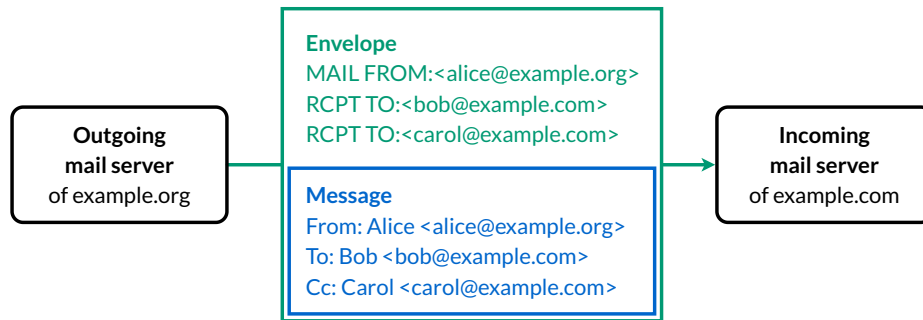 Outgoing
mail server
of example.org
Envelope
MAIL FROM:<alice@example.org>
RCPT TO:<bob@example.com>
RCPT TO:<carol@example.com>
Message
From: Alice <alice@example.org>
To: Bob <bob@example.com>
Cc: Carol <carol@example.com>
Incoming
mail server
of example.com